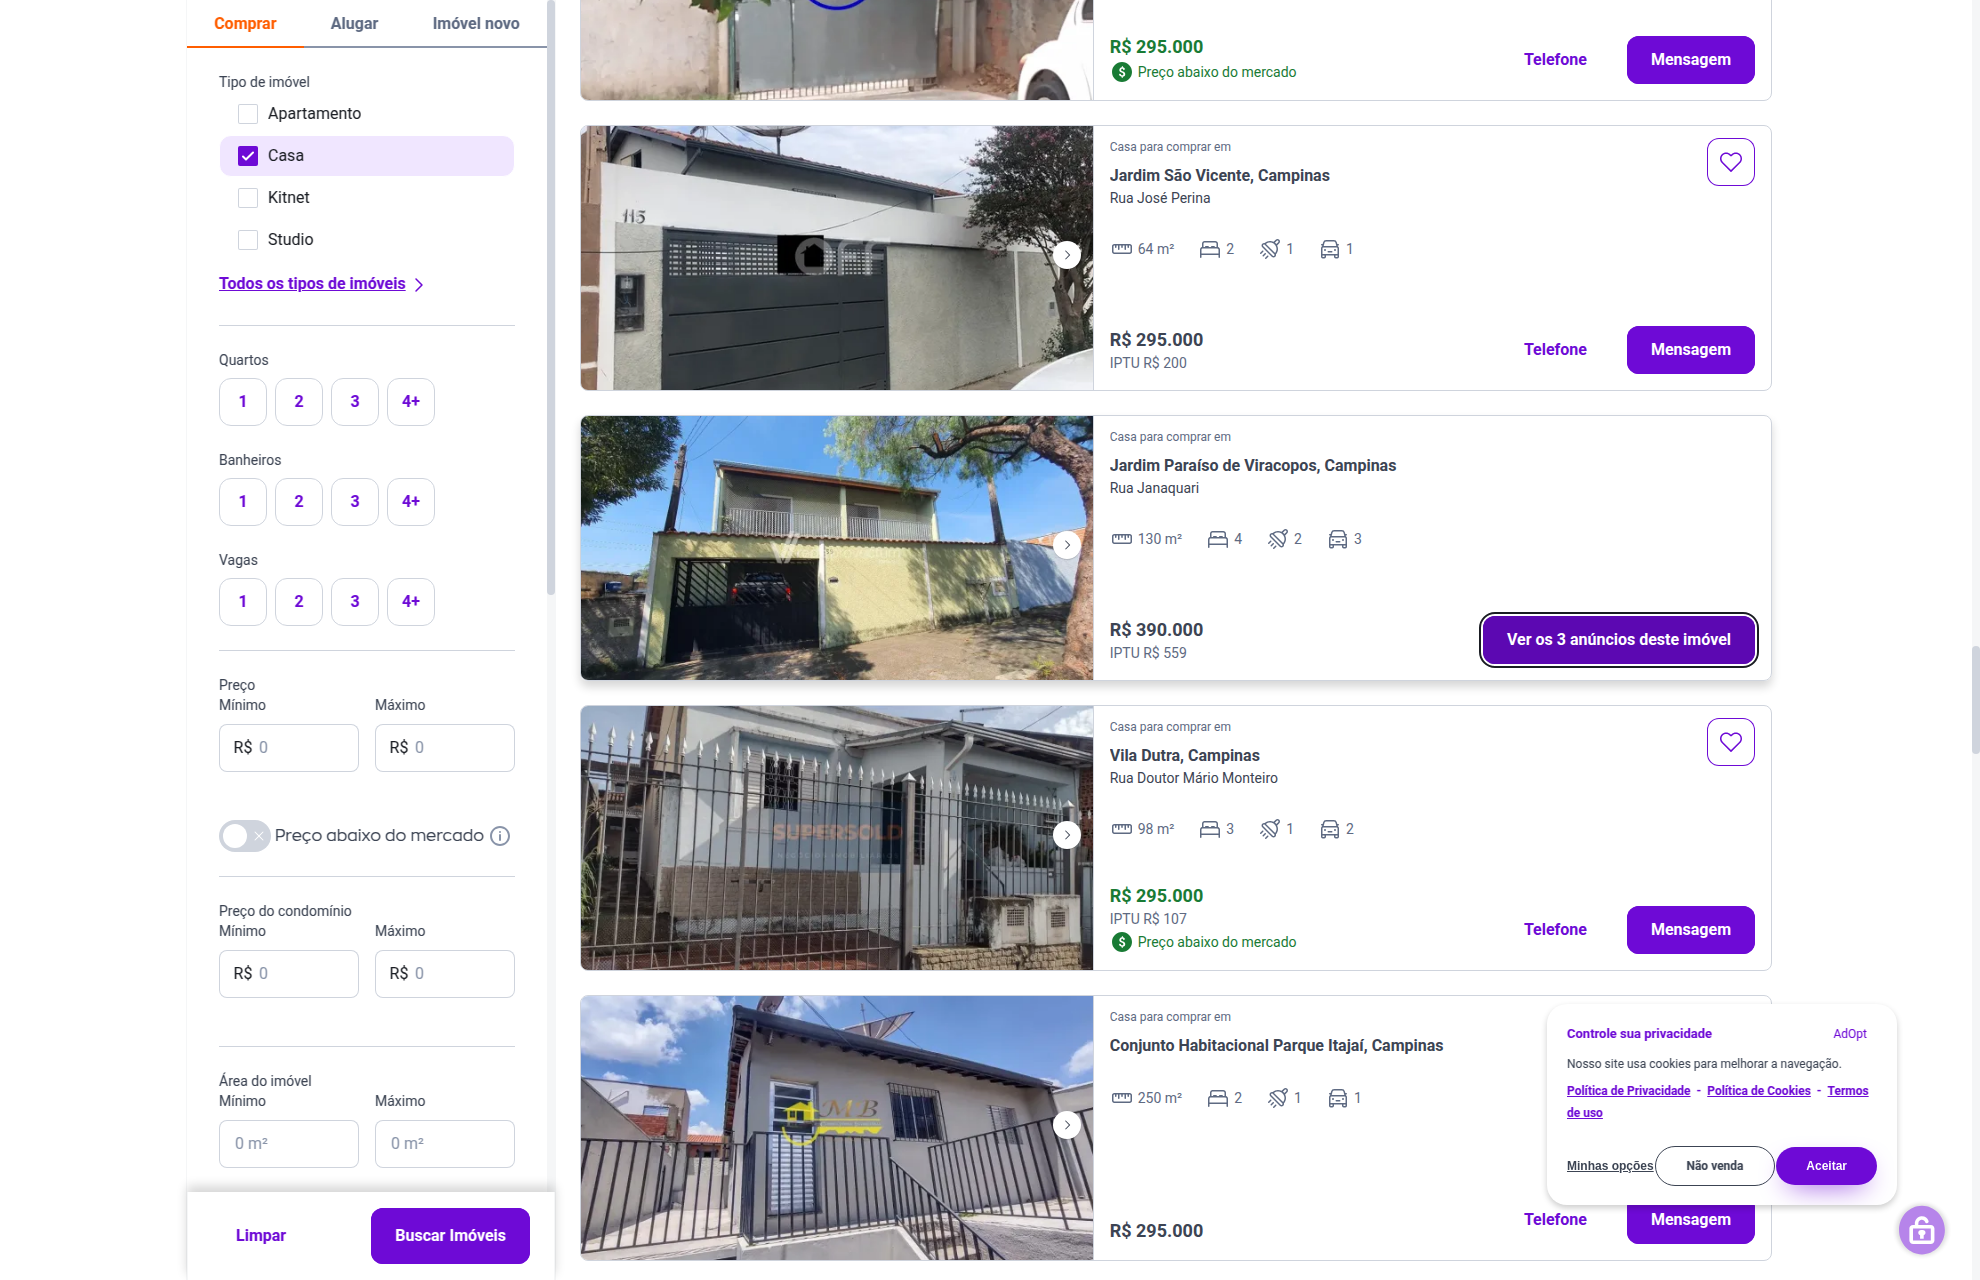 Comprar
Alugar
Imóvel novo
Tipo de imóvel
Apartamento
Casa
Kitnet
Studio
Todos os tipos de imóveis
Quartos
1 2 3 4+
Banheiros
1 2 3 4+
Vagas
1 2 3 4+
Preço
Mínimo Máximo
R$ 0 R$ 0
Preço abaixo do mercado
Preço do condomínio
Mínimo Máximo
R$ 0 R$ 0
Área do imóvel
Mínimo Máximo
0 m² 0 m²
Limpar
Buscar Imóveis
R$ 295.000
$ Preço abaixo do mercado
Telefone
Mensagem
115
OFF
Casa para comprar em
Jardim São Vicente, Campinas
Rua José Perina
64 m² 2 1 1
R$ 295.000
IPTU R$ 200
Telefone
Mensagem
Casa para comprar em
Jardim Paraíso de Viracopos, Campinas
Rua Janaquari
130 m² 4 2 3
R$ 390.000
IPTU R$ 559
Ver os 3 anúncios deste imóvel
SUPERSOLD
Casa para comprar em
Vila Dutra, Campinas
Rua Doutor Mário Monteiro
98 m² 3 1 2
R$ 295.000
IPTU R$ 107
$ Preço abaixo do mercado
Telefone
Mensagem
MB
Casa para comprar em
Conjunto Habitacional Parque Itajaí, Campinas
250 m² 2 1 1
R$ 295.000
Telefone
Mensagem
Controle sua privacidade
AdOpt
Nosso site usa cookies para melhorar a navegação.
Política de Privacidade - Política de Cookies - Termos
de uso
Minhas opções
Não venda
Aceitar